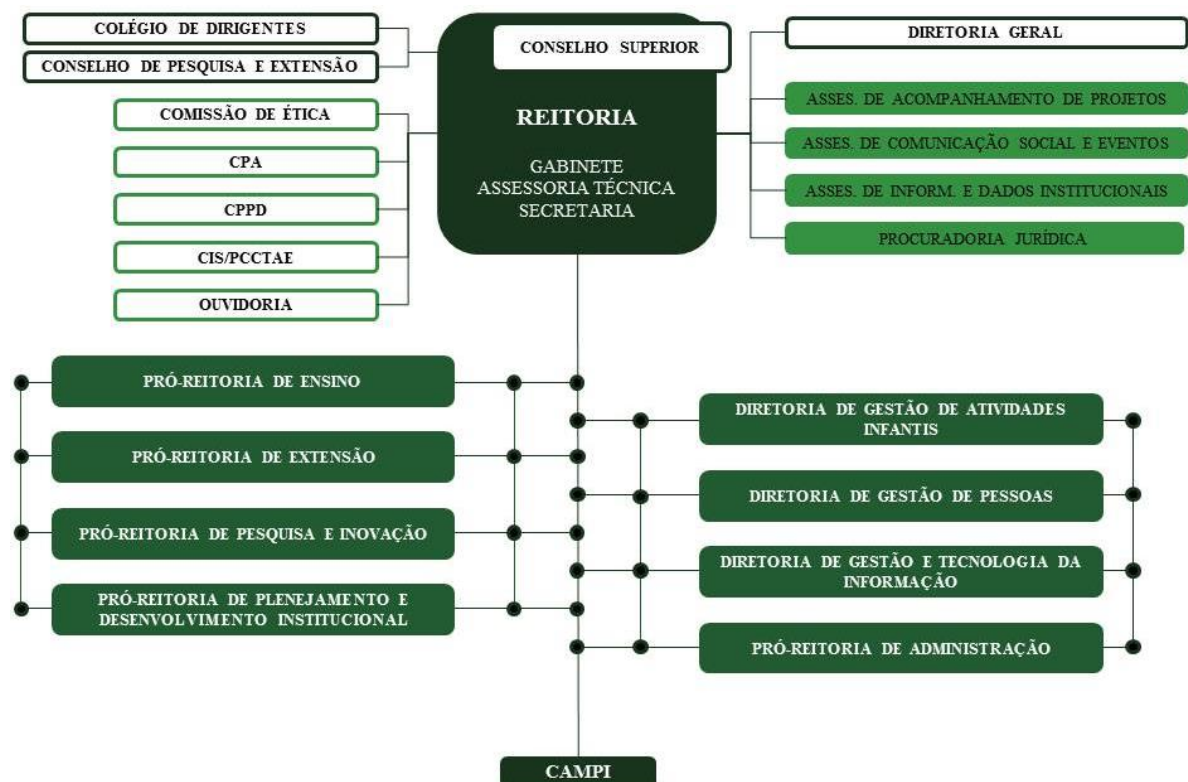 COLÉGIO DE DIRIGENTES
CONSELHO DE PESQUISA E EXTENSÃO
COMISSÃO DE ÉTICA
CPA
CPPD
CIS/PCCTAE
OUVIDORIA
CONSELHO SUPERIOR
REITORIA
GABINETE
ASSESSORIA TÉCNICA
SECRETARIA
DIRETORIA GERAL
ASSES. DE ACOMPANHAMENTO DE PROJETOS
ASSES. DE COMUNICAÇÃO SOCIAL E EVENTOS
ASSES. DE INFORM. E DADOS INSTITUCIONAIS
PROCURADORIA JURÍDICA
PRÓ-REITORIA DE ENSINO
PRÓ-REITORIA DE EXTENSÃO
PRÓ-REITORIA DE PESQUISA E INOVAÇÃO
PRÓ-REITORIA DE PLENEJAMENTO E
DESENVOLVIMENTO INSTITUCIONAL
DIRETORIA DE GESTÃO DE ATIVIDADES
INFANTIS
DIRETORIA DE GESTÃO DE PESSOAS
DIRETORIA DE GESTÃO E TECNOLOGIA DA
INFORMAÇÃO
PRÓ-REITORIA DE ADMINISTRAÇÃO
CAMPI